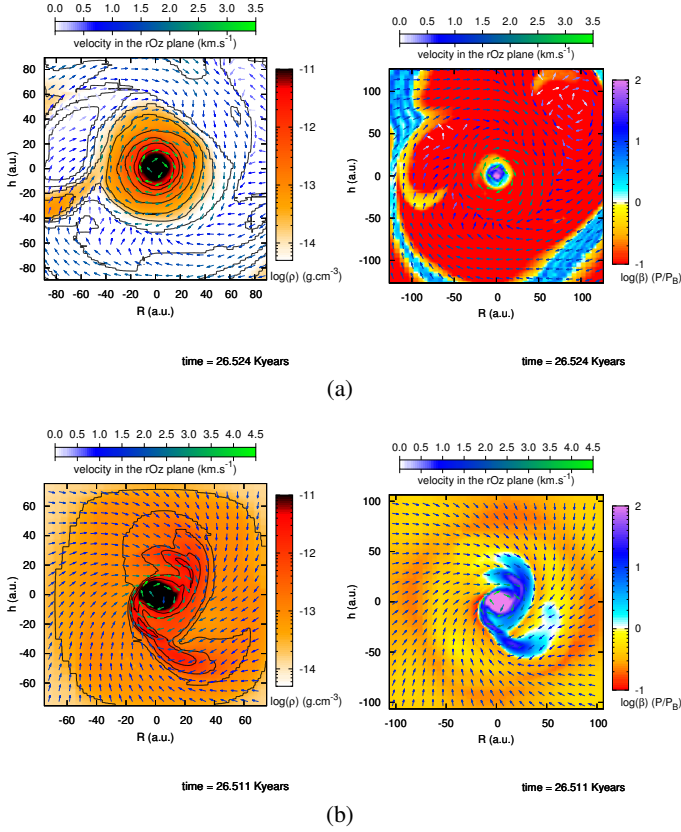 0.0 0.5 1.0 1.5 2.0 2.5 3.0 3.5
velocity in the rOz plane (km.s-1)
80
60
40
20
0
-20
-40
-60
-80
h (a.u.)
-80 -60 -40 -20 0 20 40 60 80
R (a.u.)
-11
-12
-13
-14
log(ρ) (g.cm-3)
time = 26.524 Kyears
0.0 0.5 1.0 1.5 2.0 2.5 3.0 3.5
velocity in the rOz plane (km.s-1)
100
50
0
-50
-100
h (a.u.)
-100 -50 0 50 100
R (a.u.)
2
1
0
-1
log(β) (P/PB)
time = 26.524 Kyears
(a)
0.0 0.5 1.0 1.5 2.0 2.5 3.0 3.5 4.0 4.5
velocity in the rOz plane (km.s-1)
60
40
20
0
-20
-40
-60
h (a.u.)
-60 -40 -20 0 20 40 60
R (a.u.)
-11
-12
-13
-14
log(ρ) (g.cm-3)
time = 26.511 Kyears
0.0 0.5 1.0 1.5 2.0 2.5 3.0 3.5 4.0 4.5
velocity in the rOz plane (km.s-1)
100
50
0
-50
-100
h (a.u.)
-100 -50 0 50 100
R (a.u.)
2
1
0
-1
log(β) (P/PB)
time = 26.511 Kyears
(b)